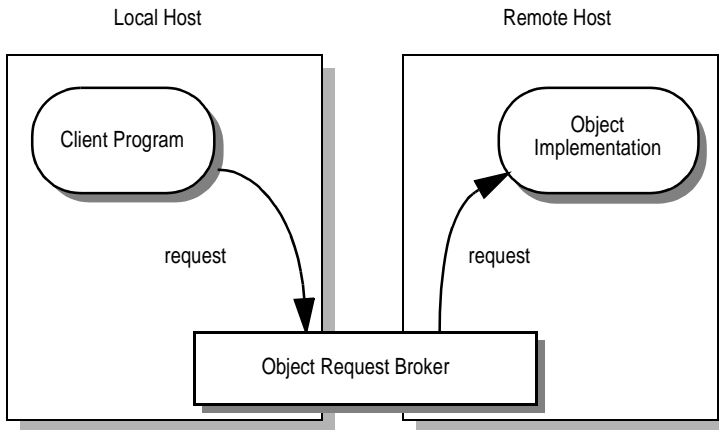 Local Host
Remote Host
Client Program
Object
Implementation
request
request
Object Request Broker